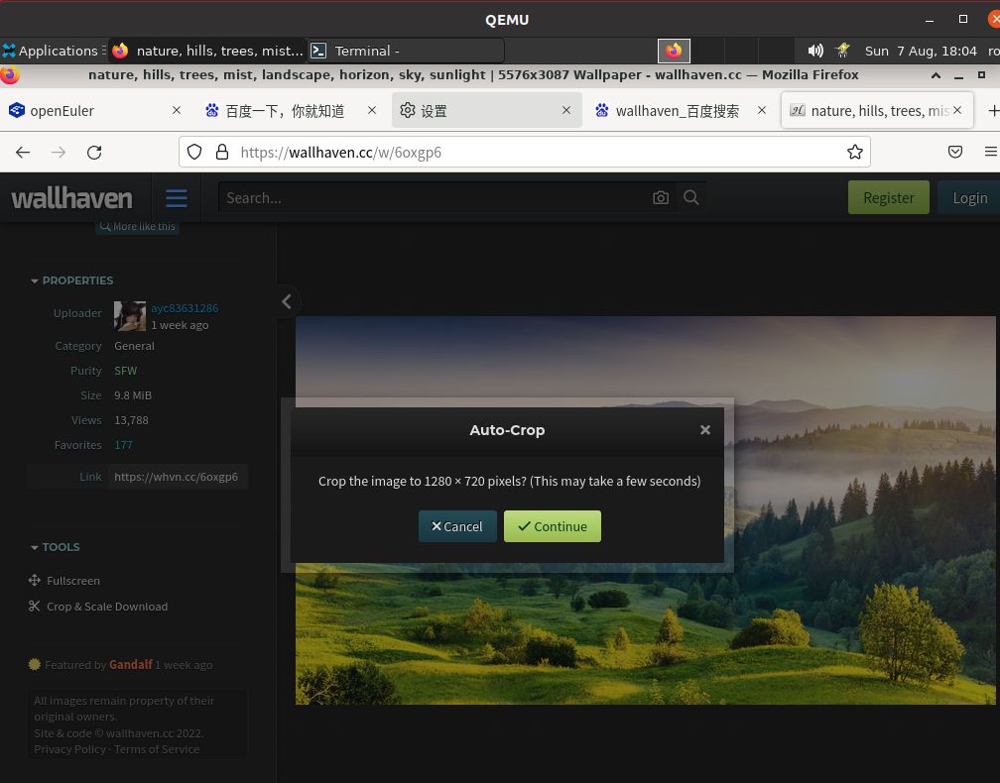 QEMU
Applications
nature, hills, trees, mist...
Terminal -
Sun 7 Aug, 18:04
ro
nature, hills, trees, mist, landscape, horizon, sky, sunlight | 5576x3087 Wallpaper - wallhaven.cc — Mozilla Firefox
openEuler
百度一下，你就知道
设置
wallhaven_百度搜索
nature, hills, trees, mis
https://wallhaven.cc/w/6oxgp6
wallhaven
Search...
Register
Login
More like this
PROPERTIES
Uploader
ayc83631286
1 week ago
Category General
Purity SFW
Size 9.8 MiB
Views 13,788
Favorites 177
Link https://whvn.cc/6oxgp6
Auto-Crop
Crop the image to 1280 × 720 pixels? (This may take a few seconds)
Cancel
Continue
TOOLS
Fullscreen
Crop & Scale Download
Featured by Gandalf 1 week ago
All images remain property of their
original owners.
Site & code © wallhaven.cc 2022.
Privacy Policy · Terms of Service